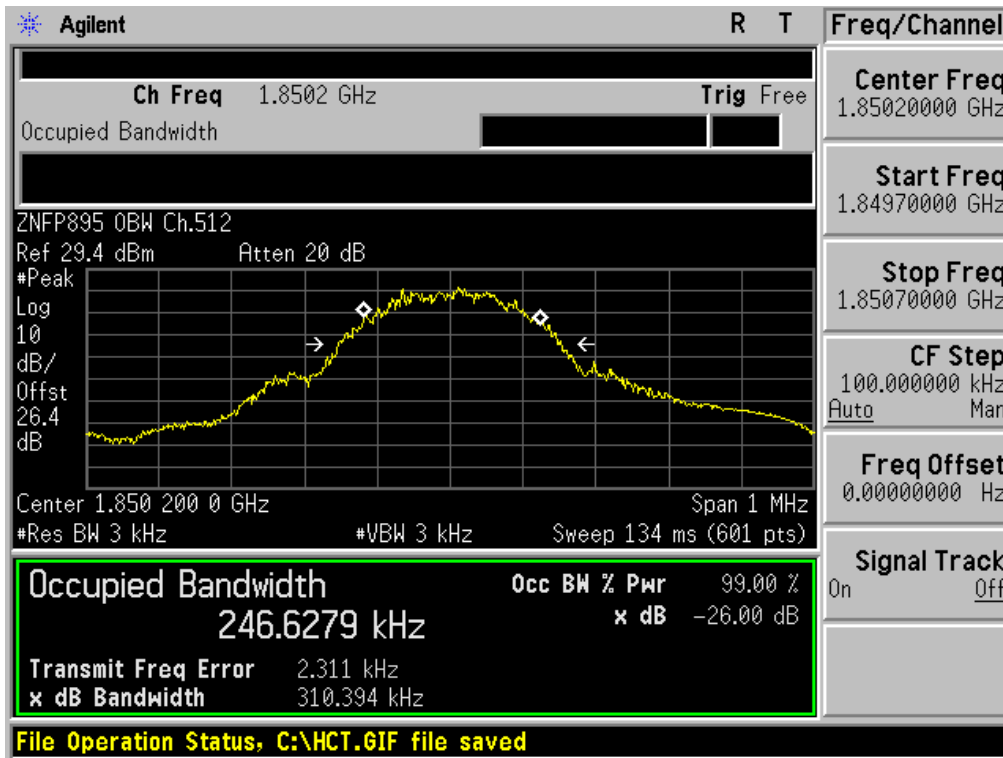 Agilent R T
Ch Freq 1.8502 GHz Trig Free
Occupied Bandwidth
ZNFP895 OBW Ch.512
Ref 29.4 dBm Atten 20 dB
#Peak
Log
10
dB/
Offst
26.4
dB
Center 1.850 200 0 GHz Span 1 MHz
#Res BW 3 kHz #VBW 3 kHz Sweep 134 ms (601 pts)
Occupied Bandwidth
246.6279 kHz
Occ BW % Pwr 99.00 %
x dB -26.00 dB
Transmit Freq Error 2.311 kHz
x dB Bandwidth 310.394 kHz
File Operation Status, C:\HCT.GIF file saved
Freq/Channel
Center Freq
1.85020000 GHz
Start Freq
1.84970000 GHz
Stop Freq
1.85070000 GHz
CF Step
100.000000 kHz
Auto Man
Freq Offset
0.00000000 Hz
Signal Track
On Off